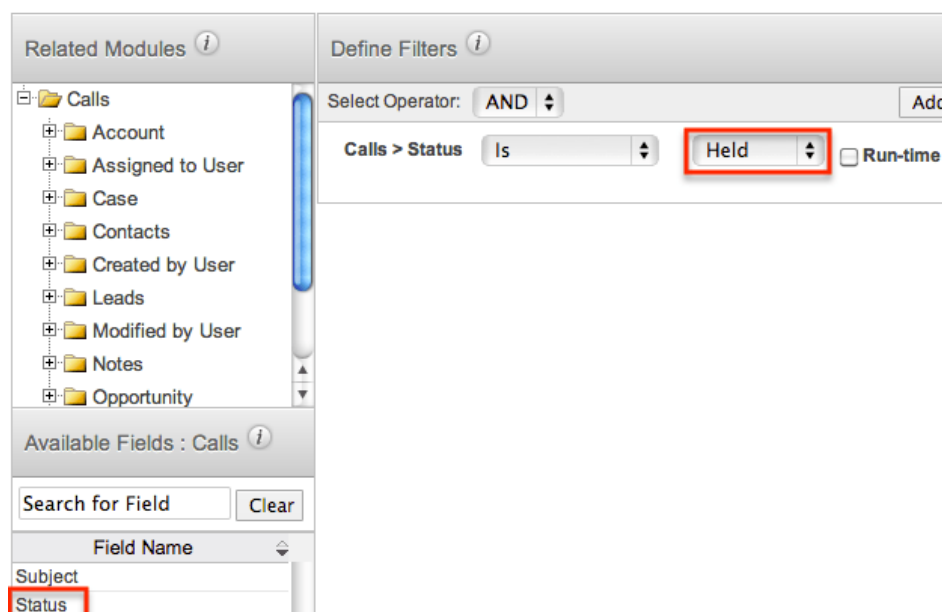 Related Modules i
Calls
Account
Assigned to User
Case
Contacts
Created by User
Leads
Modified by User
Notes
Opportunity
Available Fields : Calls i
Search for Field Clear
Field Name
Subject
Status
Define Filters i
Select Operator: AND Add
Calls > Status Is Held Run-time